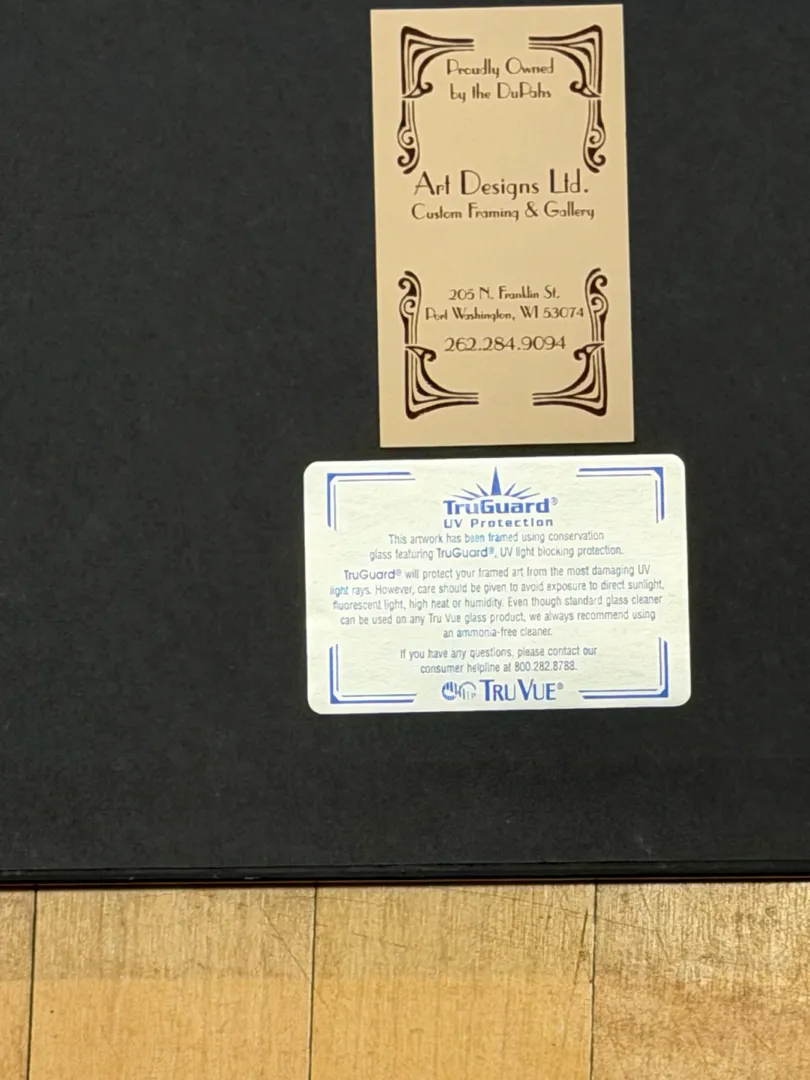 Proudly Owned
by the DuPahs
Art Designs Ltd.
Custom Framing & Gallery
205 N. Franklin St.
Port Washington, WI 53074
262.284.9094
TruGuard®
UV Protection
This artwork has been framed using conservation
glass featuring TruGuard®, UV light blocking protection.
TruGuard® will protect your framed art from the most damaging UV
light rays. However, care should be given to avoid exposure to direct sunlight,
fluorescent light, high heat or humidity. Even though standard glass cleaner
can be used on any Tru Vue glass product, we always recommend using
an ammonia-free cleaner.
If you have any questions, please contact our
consumer helpline at 800.282.8788.
TRU VUE®